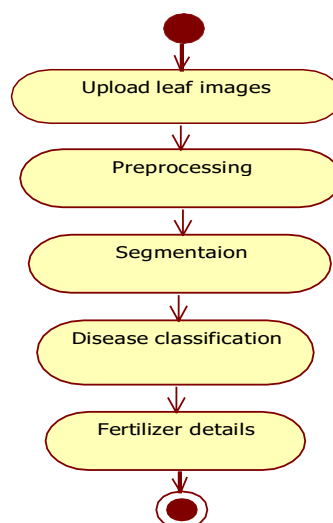 Upload leaf images
Preprocessing
Segmentaion
Disease classification
Fertilizer details